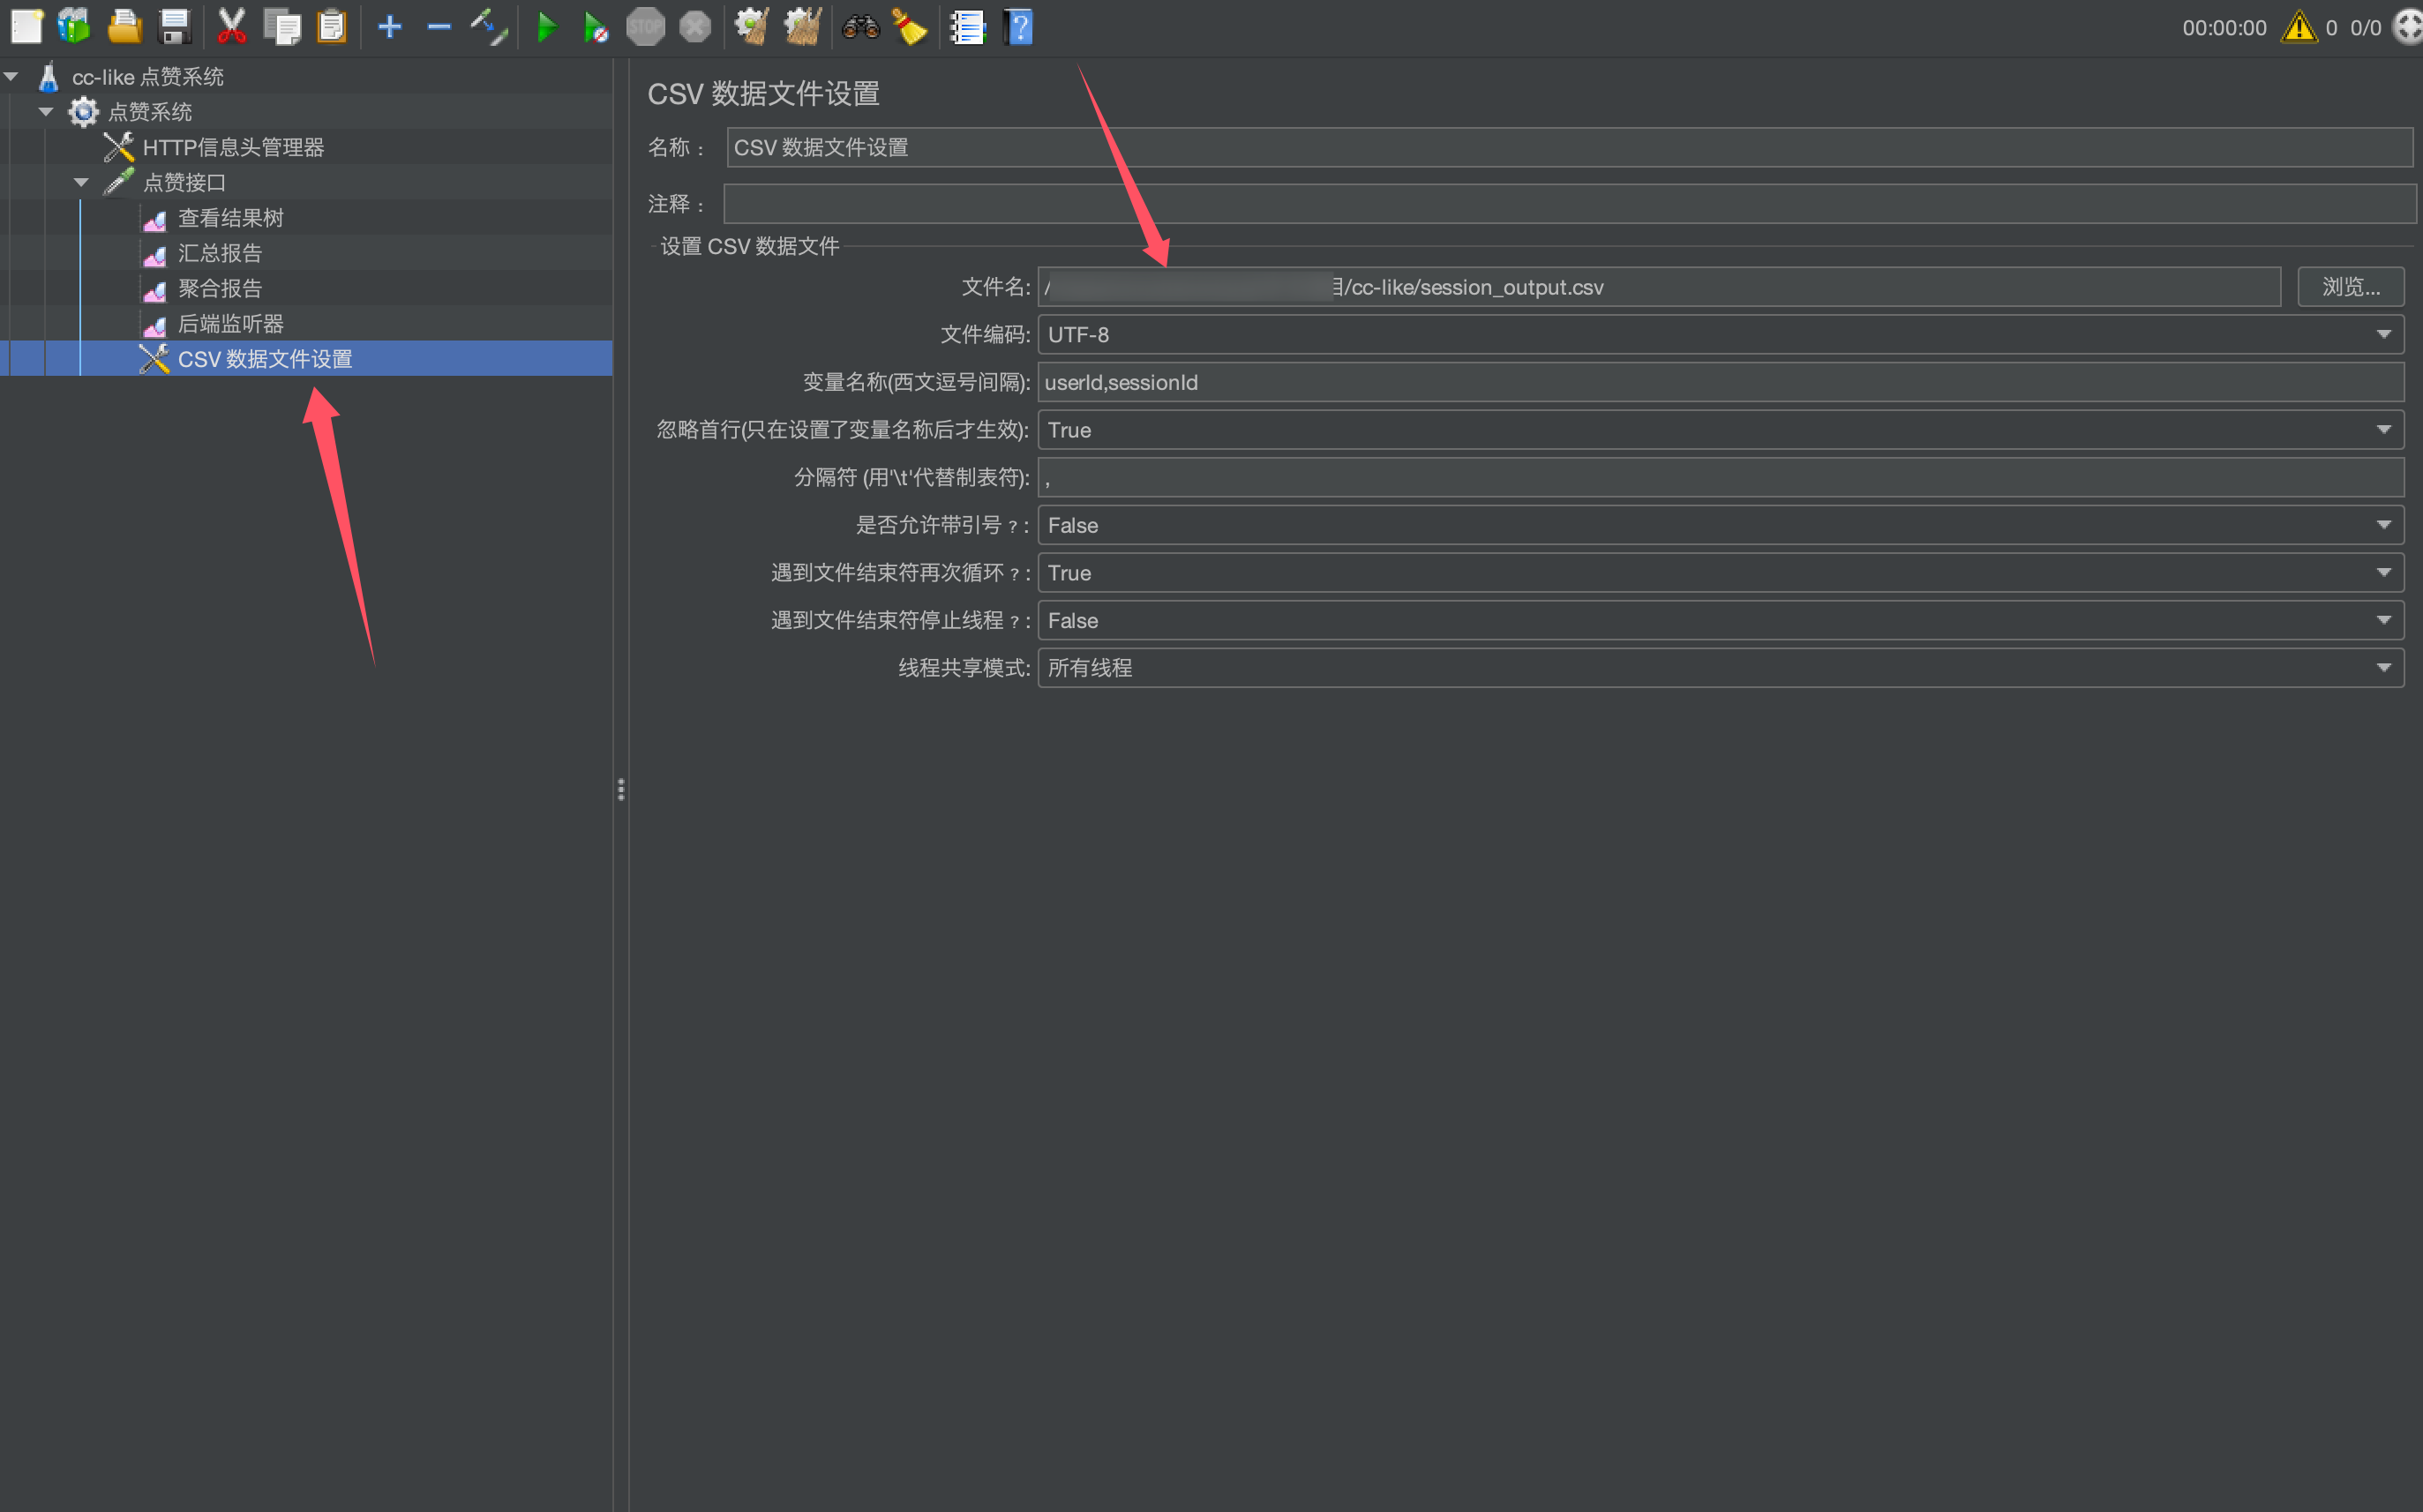 STOP
00:00:00
0 0/0
cc-like 点赞系统
点赞系统
HTTP信息头管理器
点赞接口
查看结果树
汇总报告
聚合报告
后端监听器
CSV 数据文件设置
CSV 数据文件设置
名称： CSV 数据文件设置
注释：
设置 CSV 数据文件
文件名: /cc-like/session_output.csv 浏览...
文件编码: UTF-8
变量名称(西文逗号间隔): userId,sessionId
忽略首行(只在设置了变量名称后才生效): True
分隔符 (用'\t'代替制表符): ,
是否允许带引号？: False
遇到文件结束符再次循环？: True
遇到文件结束符停止线程？: False
线程共享模式: 所有线程